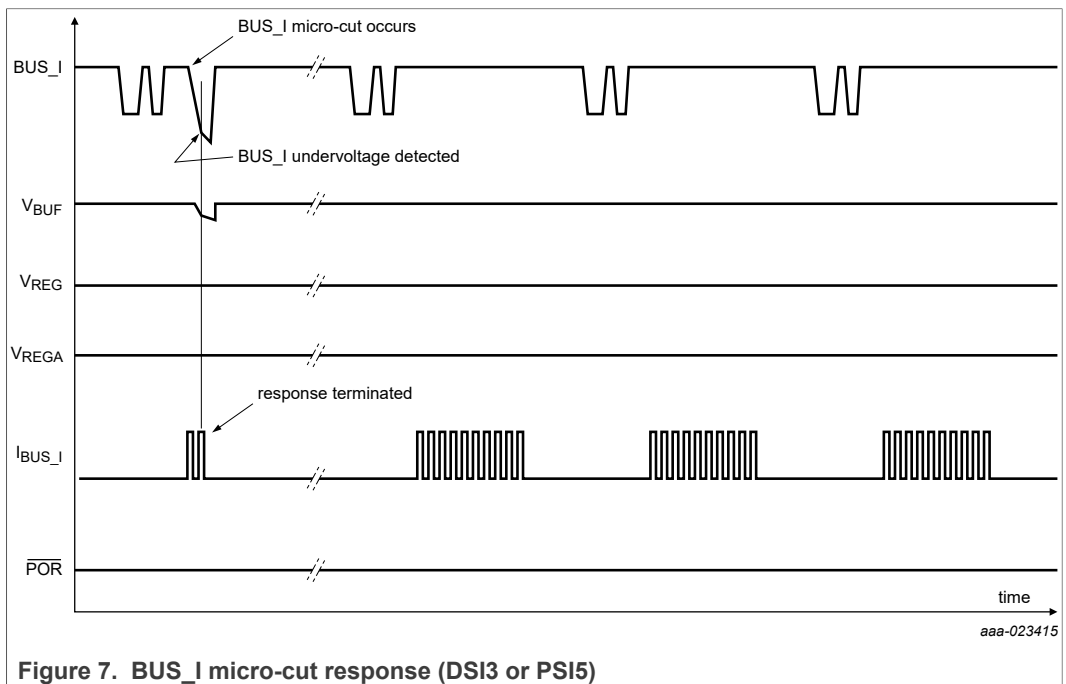 BUS_I micro-cut occurs
BUS_I
BUS_I undervoltage detected
VBUF
VREG
VREGA
response terminated
IBUS_I
POR
time
aaa-023415
Figure 7. BUS_I micro-cut response (DSI3 or PSI5)